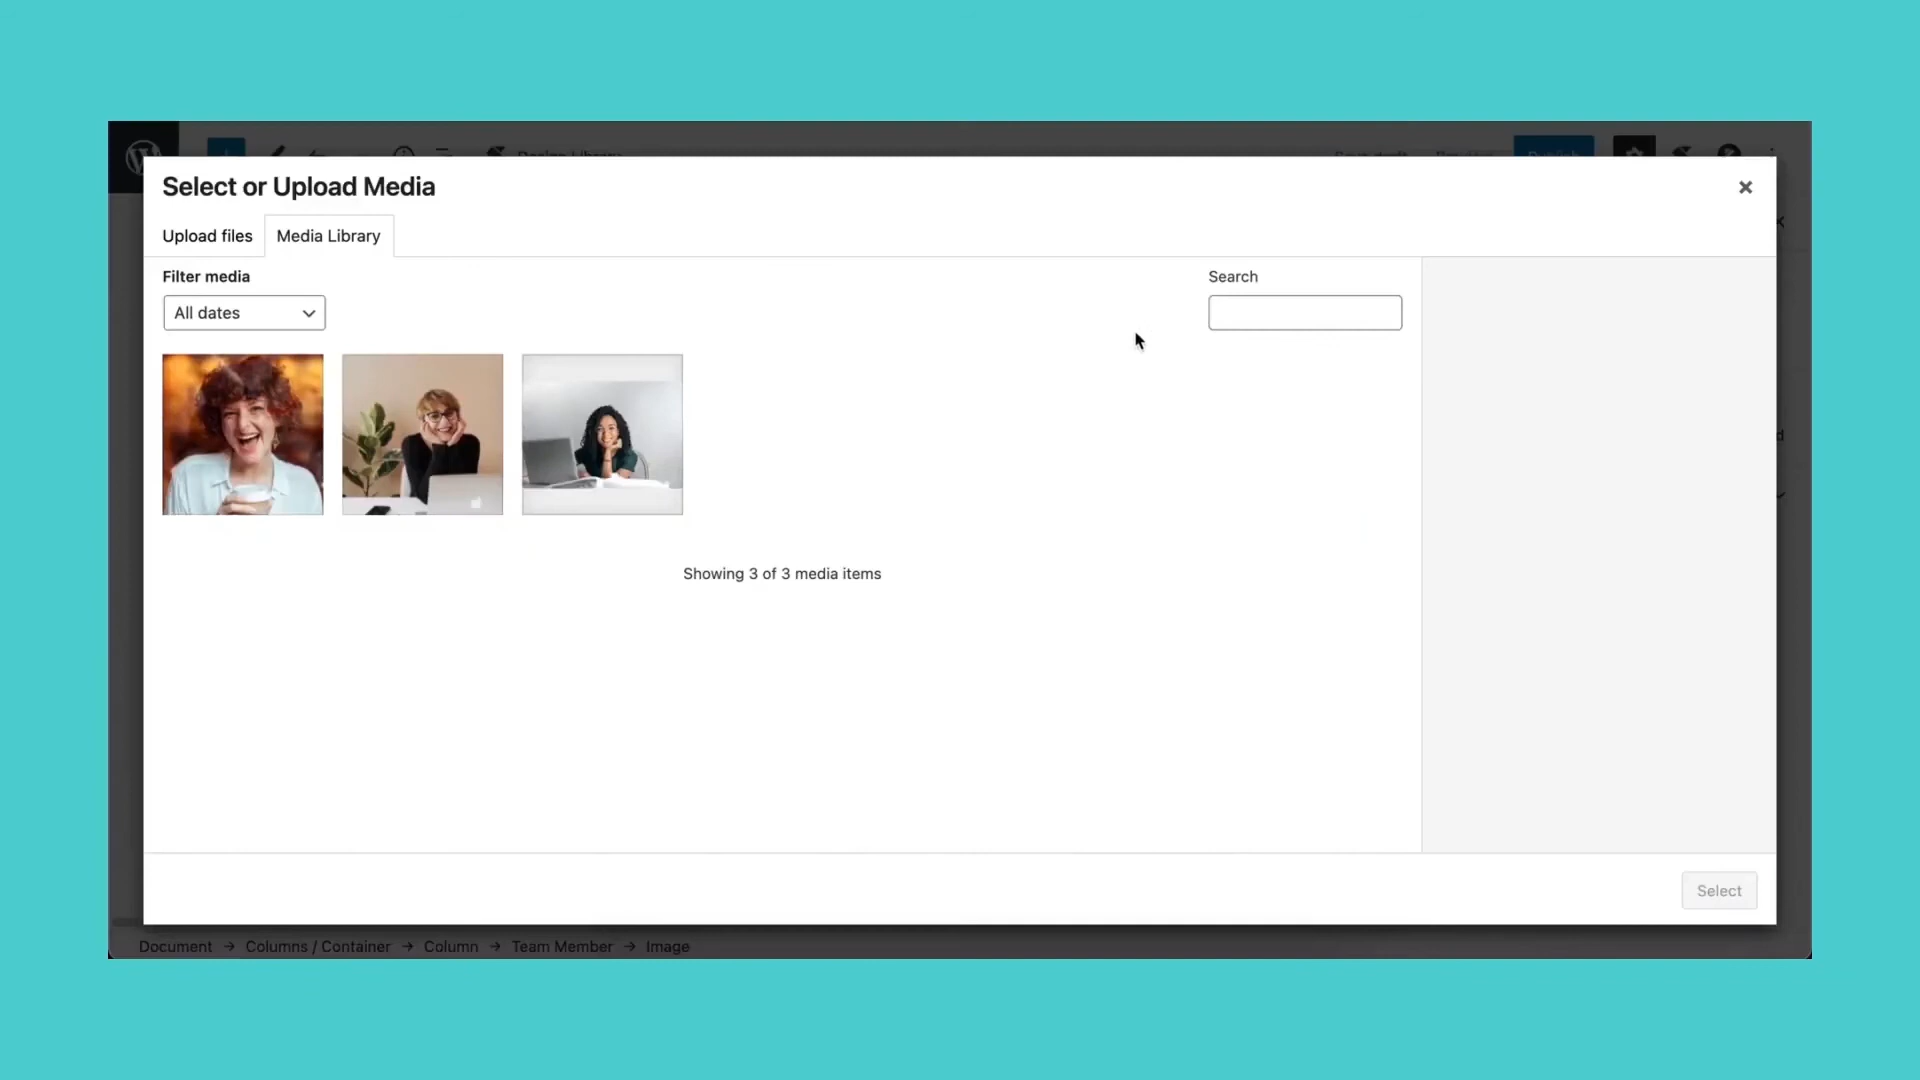 Select or Upload Media
Upload files
Media Library
Filter media
Search
All dates
Showing 3 of 3 media items
Select
Document → Columns / Container → Column → Team Member → Image